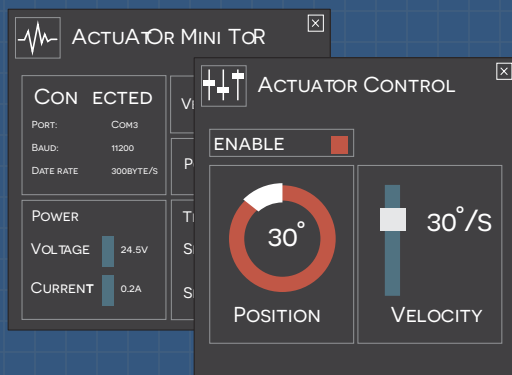 ActuAtOr Mini ToR
Con ected
Port: Com3
Baud: 11200
Date rate 300byte/s
Power
Voltage 24.5V
Current 0.2A
Actuator Control
ENABLE
30°
Position
30°/S
Velocity